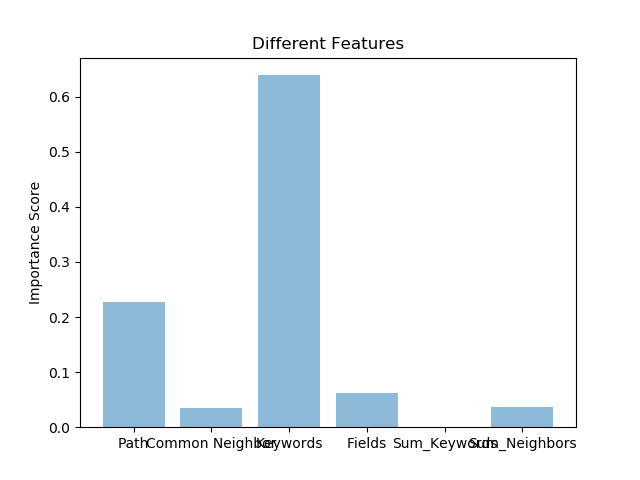 Different Features
Importance Score
0.6
0.5
0.4
0.3
0.2
0.1
0.0
Path Common Neighbor Keywords Fields Sum_Keywords Sum_Neighbors